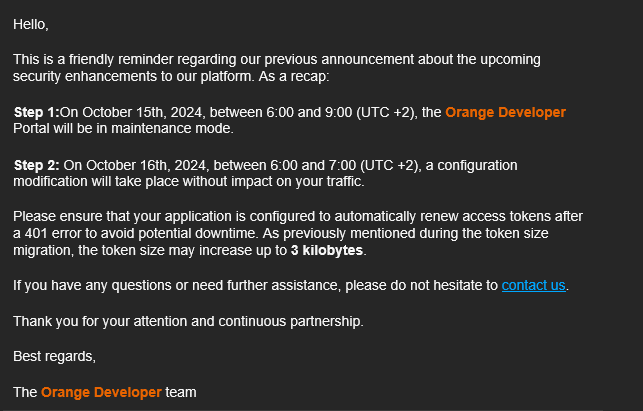 Hello,
This is a friendly reminder regarding our previous announcement about the upcoming
security enhancements to our platform. As a recap:
Step 1:On October 15th, 2024, between 6:00 and 9:00 (UTC +2), the Orange Developer
Portal will be in maintenance mode.
Step 2: On October 16th, 2024, between 6:00 and 7:00 (UTC +2), a configuration
modification will take place without impact on your traffic.
Please ensure that your application is configured to automatically renew access tokens after
a 401 error to avoid potential downtime. As previously mentioned during the token size
migration, the token size may increase up to 3 kilobytes.
If you have any questions or need further assistance, please do not hesitate to contact us.
Thank you for your attention and continuous partnership.
Best regards,
The Orange Developer team